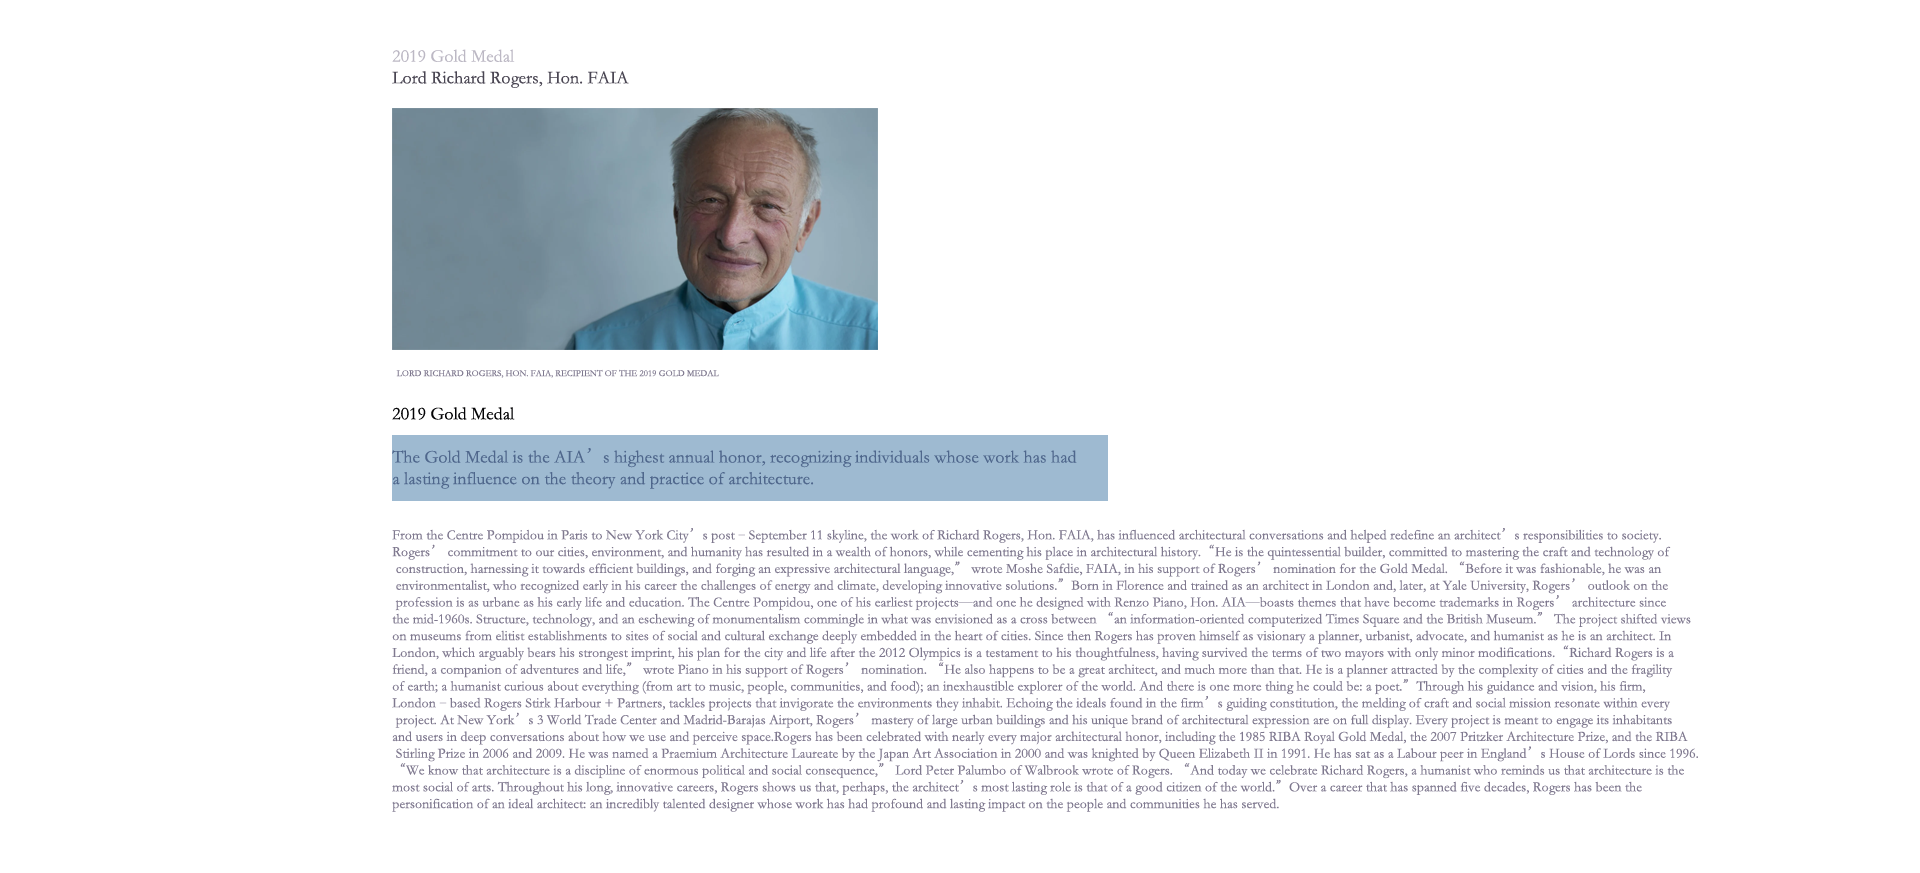 2019 Gold Medal
Lord Richard Rogers, Hon. FAIA
LORD RICHARD ROGERS, HON. FAIA, RECIPIENT OF THE 2019 GOLD MEDAL
2019 Gold Medal
The Gold Medal is the AIA’s highest annual honor, recognizing individuals whose work has had
a lasting influence on the theory and practice of architecture.
From the Centre Pompidou in Paris to New York City’s post – September 11 skyline, the work of Richard Rogers, Hon. FAIA, has influenced architectural conversations and helped redefine an architect’s responsibilities to society.
Rogers’ commitment to our cities, environment, and humanity has resulted in a wealth of honors, while cementing his place in architectural history. “He is the quintessential builder, committed to mastering the craft and technology of
construction, harnessing it towards efficient buildings, and forging an expressive architectural language,” wrote Moshe Safdie, FAIA, in his support of Rogers’ nomination for the Gold Medal. “Before it was fashionable, he was an
environmentalist, who recognized early in his career the challenges of energy and climate, developing innovative solutions.” Born in Florence and trained as an architect in London and, later, at Yale University, Rogers’ outlook on the
profession is as urbane as his early life and education. The Centre Pompidou, one of his earliest projects—and one he designed with Renzo Piano, Hon. AIA—boasts themes that have become trademarks in Rogers’ architecture since
the mid-1960s. Structure, technology, and an eschewing of monumentalism commingle in what was envisioned as a cross between “an information-oriented computerized Times Square and the British Museum.” The project shifted views
on museums from elitist establishments to sites of social and cultural exchange deeply embedded in the heart of cities. Since then Rogers has proven himself as visionary a planner, urbanist, advocate, and humanist as he is an architect. In
London, which arguably bears his strongest imprint, his plan for the city and life after the 2012 Olympics is a testament to his thoughtfulness, having survived the terms of two mayors with only minor modifications. “Richard Rogers is a
friend, a companion of adventures and life,” wrote Piano in his support of Rogers’ nomination. “He also happens to be a great architect, and much more than that. He is a planner attracted by the complexity of cities and the fragility
of earth; a humanist curious about everything (from art to music, people, communities, and food); an inexhaustible explorer of the world. And there is one more thing he could be: a poet.” Through his guidance and vision, his firm,
London – based Rogers Stirk Harbour + Partners, tackles projects that invigorate the environments they inhabit. Echoing the ideals found in the firm’s guiding constitution, the melding of craft and social mission resonate within every
project. At New York’s 3 World Trade Center and Madrid-Barajas Airport, Rogers’ mastery of large urban buildings and his unique brand of architectural expression are on full display. Every project is meant to engage its inhabitants
and users in deep conversations about how we use and perceive space.Rogers has been celebrated with nearly every major architectural honor, including the 1985 RIBA Royal Gold Medal, the 2007 Pritzker Architecture Prize, and the RIBA
Stirling Prize in 2006 and 2009. He was named a Praemium Architecture Laureate by the Japan Art Association in 2000 and was knighted by Queen Elizabeth II in 1991. He has sat as a Labour peer in England’s House of Lords since 1996.
“We know that architecture is a discipline of enormous political and social consequence,” Lord Peter Palumbo of Walbrook wrote of Rogers. “And today we celebrate Richard Rogers, a humanist who reminds us that architecture is the
most social of arts. Throughout his long, innovative careers, Rogers shows us that, perhaps, the architect’s most lasting role is that of a good citizen of the world.” Over a career that has spanned five decades, Rogers has been the
personification of an ideal architect: an incredibly talented designer whose work has had profound and lasting impact on the people and communities he has served.